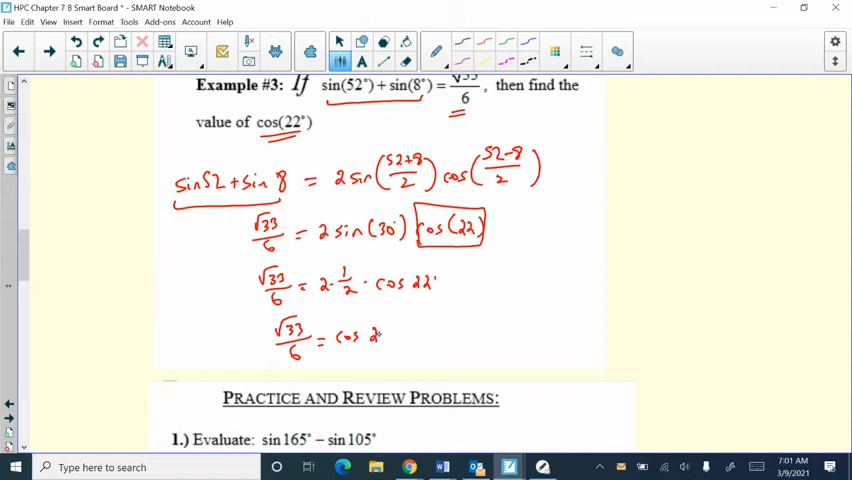 HPC Chapter 7 B Smart Board * - SMART Notebook
File Edit View Insert Format Tools Add-ons Account Help
Example #3: If sin(52°) + sin(8°) = √33/6 , then find the
value of cos(22°)
sin52 + sin 8 = 2 sin((52+8)/2) cos((52-8)/2)
√33/6 = 2 sin(30°) cos(22)
√33/6 = 2 · 1/2 · cos 22°
√33/6 = cos 2
PRACTICE AND REVIEW PROBLEMS:
1.) Evaluate: sin 165° – sin 105°
Type here to search
7:01 AM
3/9/2021